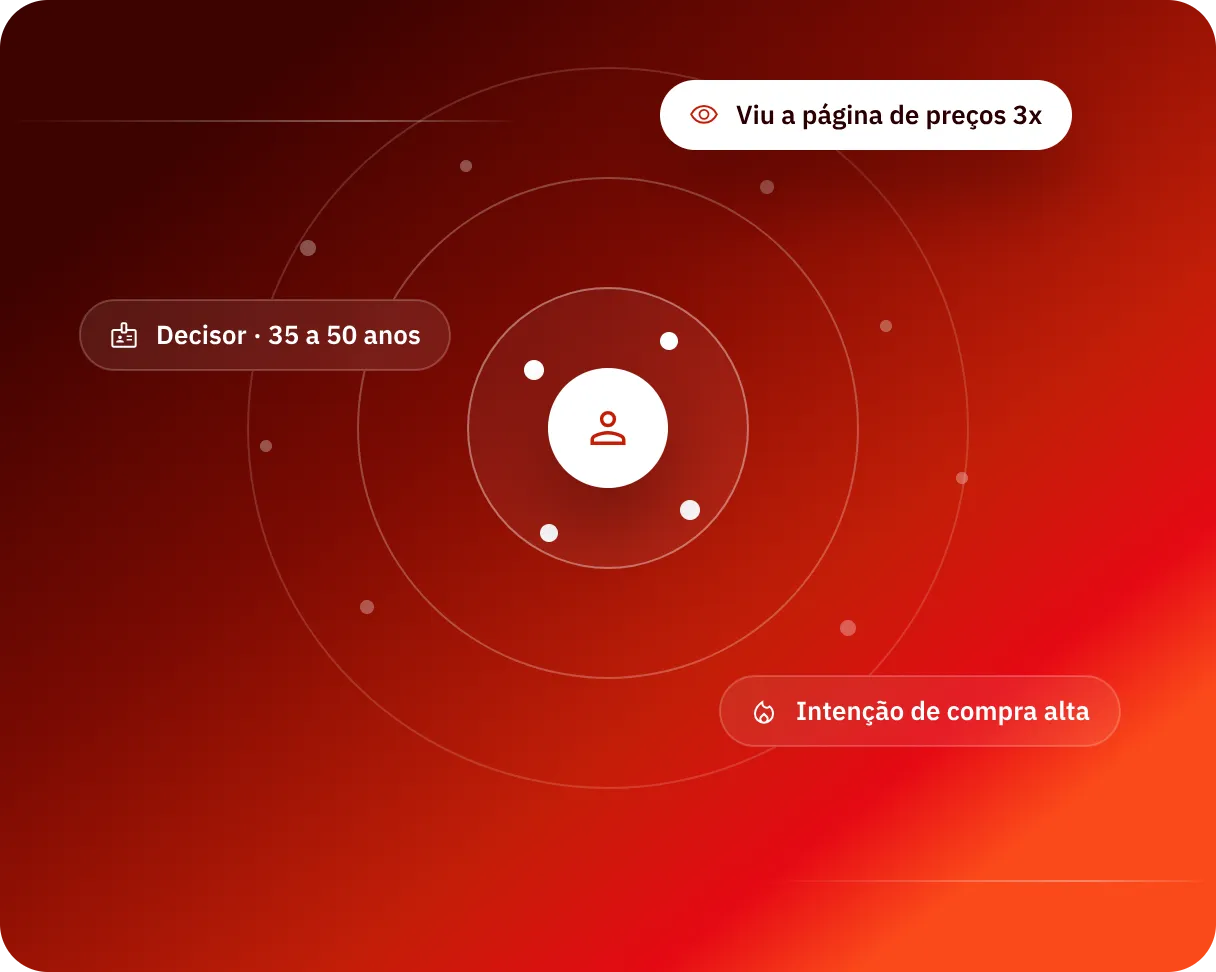 Viu a página de preços 3x
Decisor · 35 a 50 anos
Intenção de compra alta